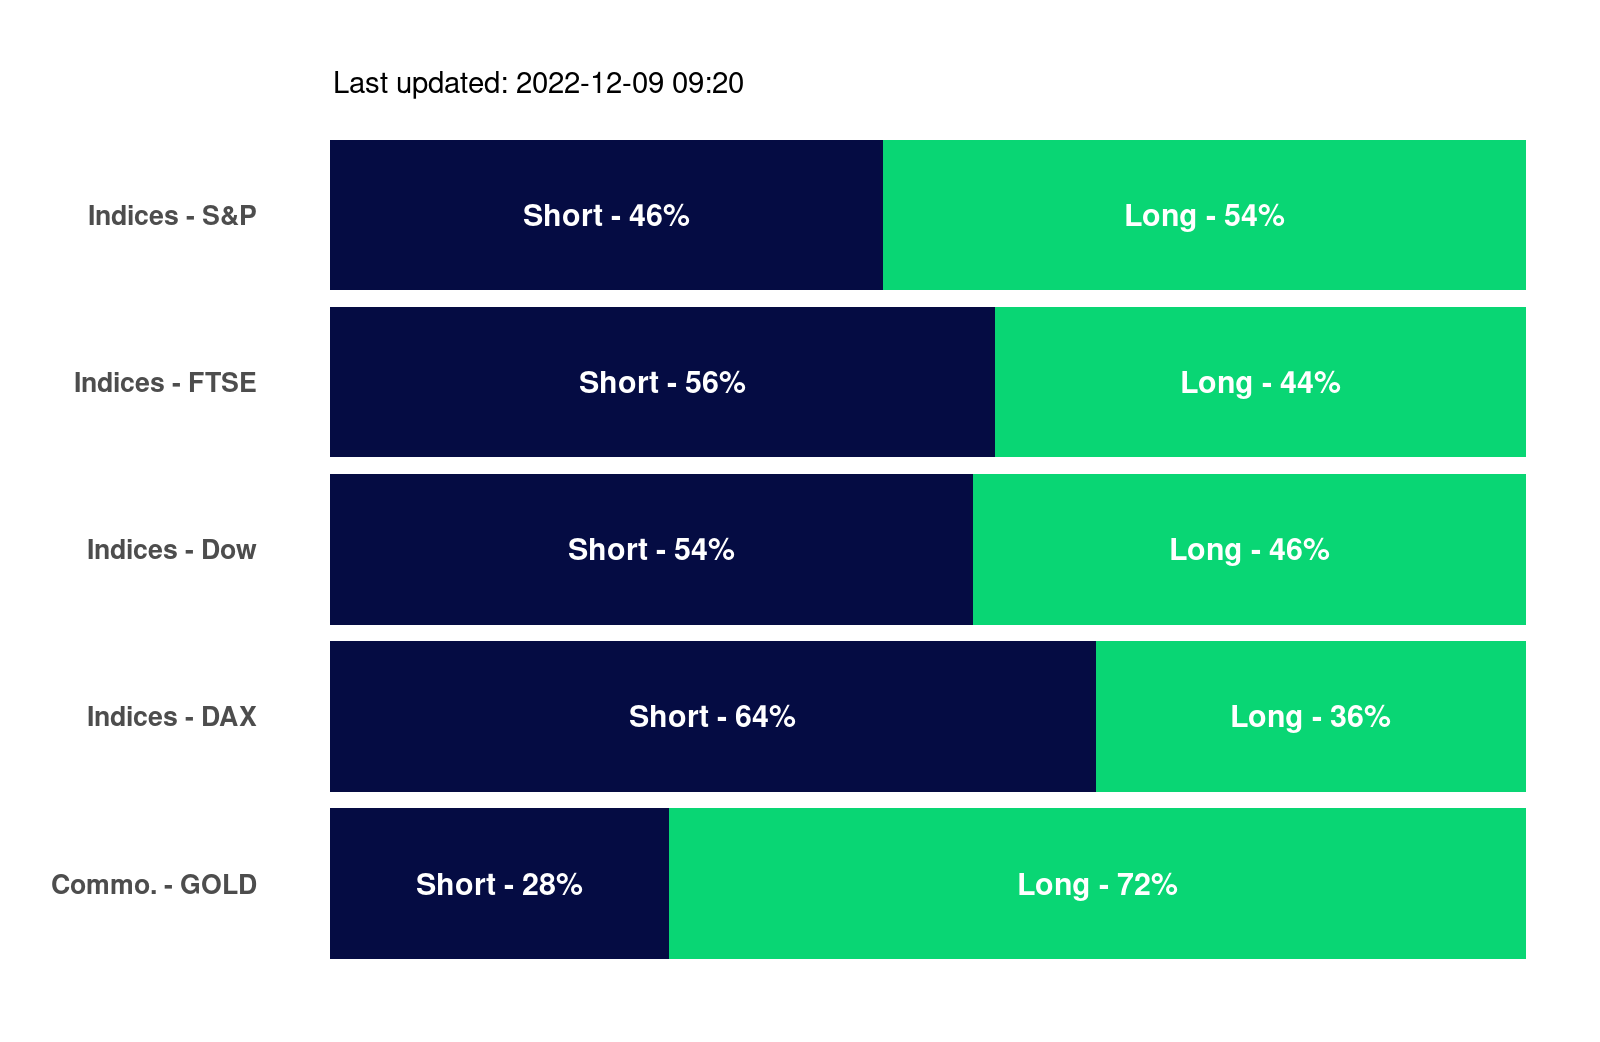 Last updated: 2022-12-09 09:20
Indices - S&P Short - 46% Long - 54%
Indices - FTSE Short - 56% Long - 44%
Indices - Dow Short - 54% Long - 46%
Indices - DAX Short - 64% Long - 36%
Commo. - GOLD Short - 28% Long - 72%